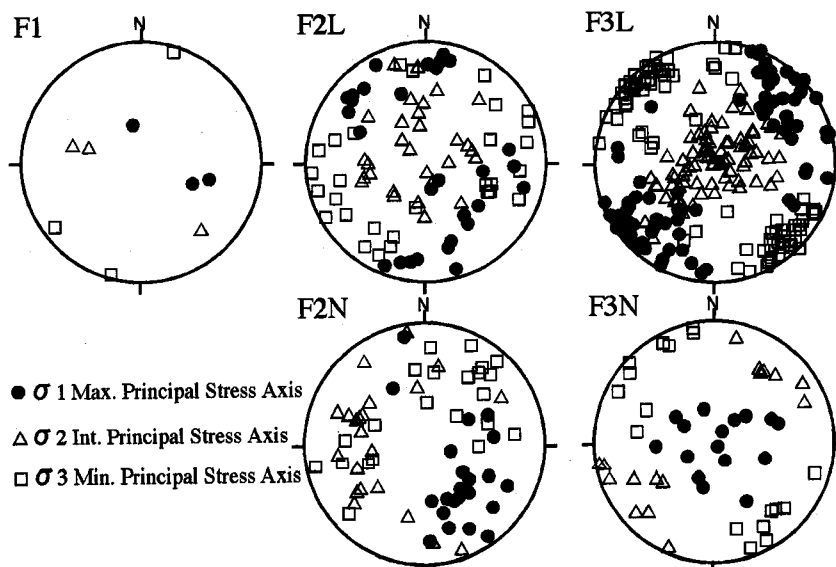 F1 N F2L N F3L N
F2N N F3N N
σ 1 Max. Principal Stress Axis
σ 2 Int. Principal Stress Axis
σ 3 Min. Principal Stress Axis